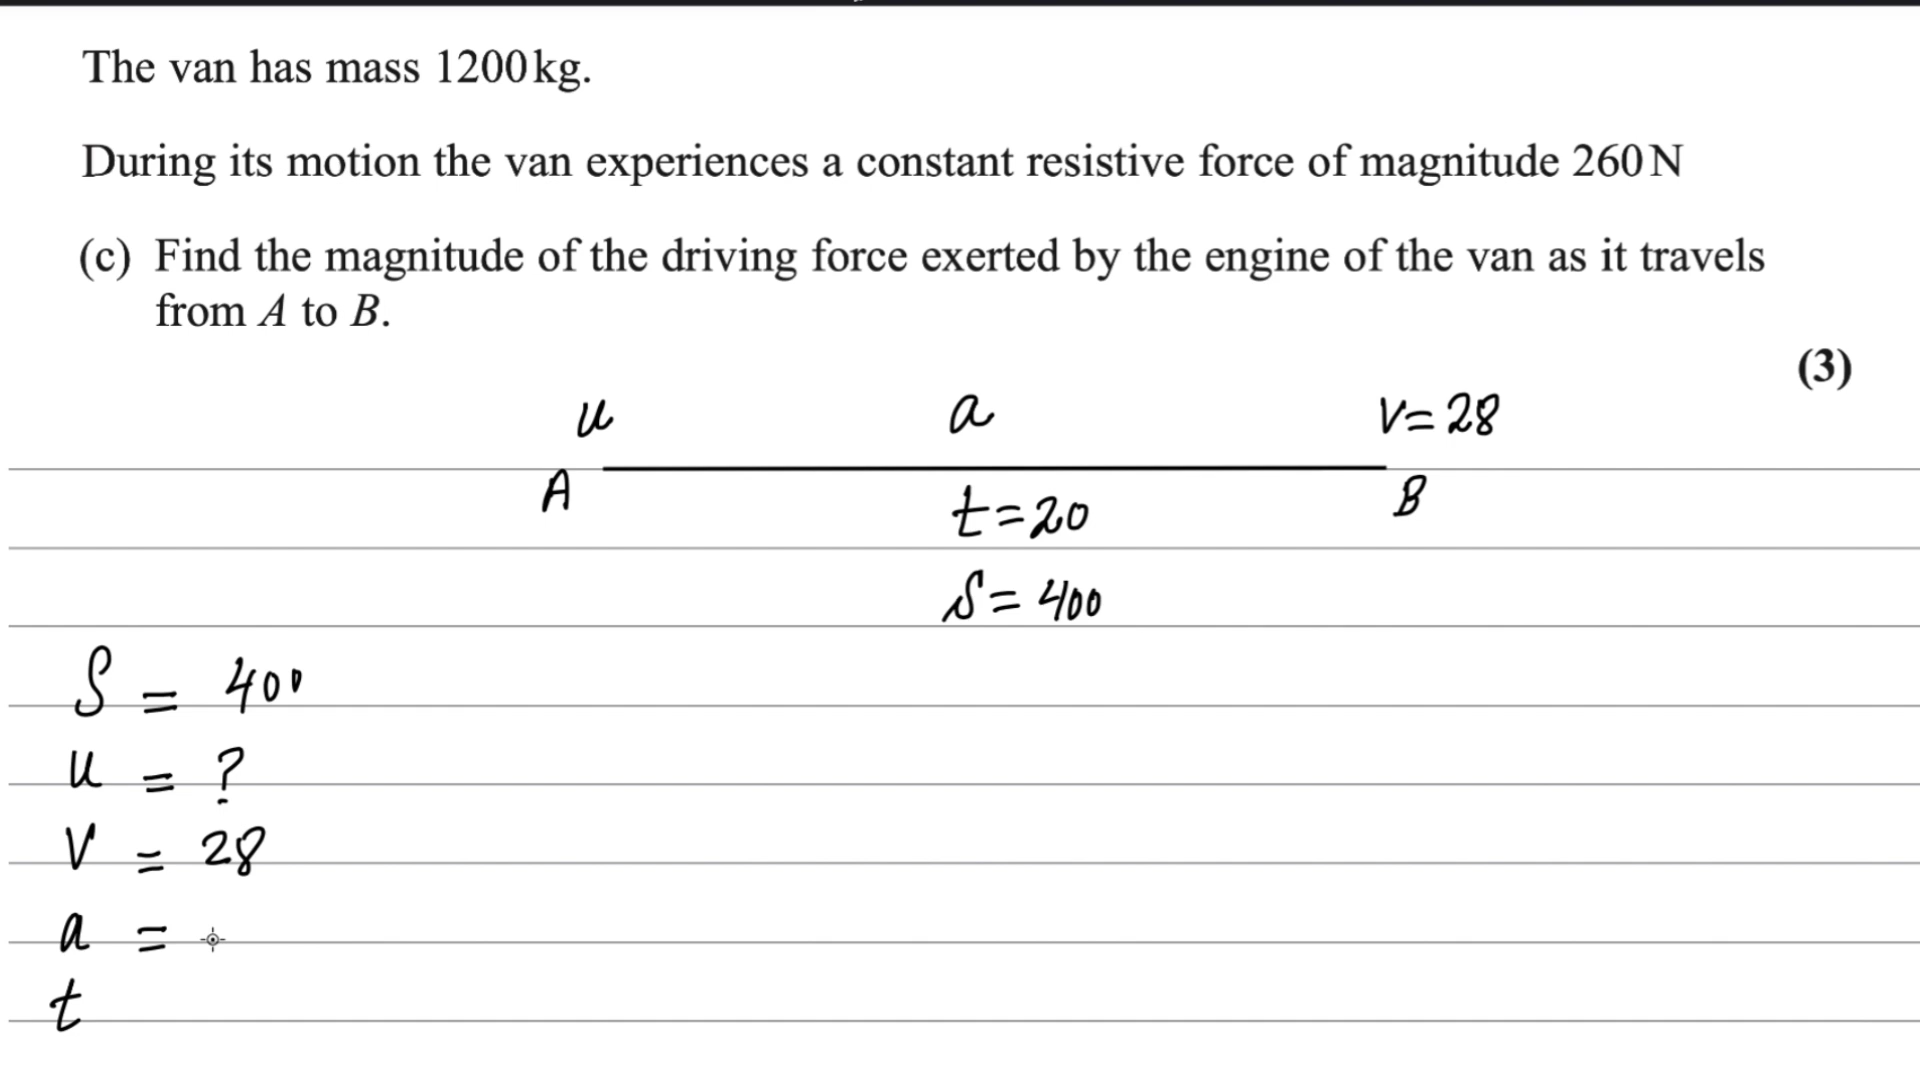 The van has mass 1200 kg.
During its motion the van experiences a constant resistive force of magnitude 260 N
(c) Find the magnitude of the driving force exerted by the engine of the van as it travels
from A to B.
(3)
u a V=28
A B
t=20
S=400
S = 400
u = ?
V = 28
a =
t